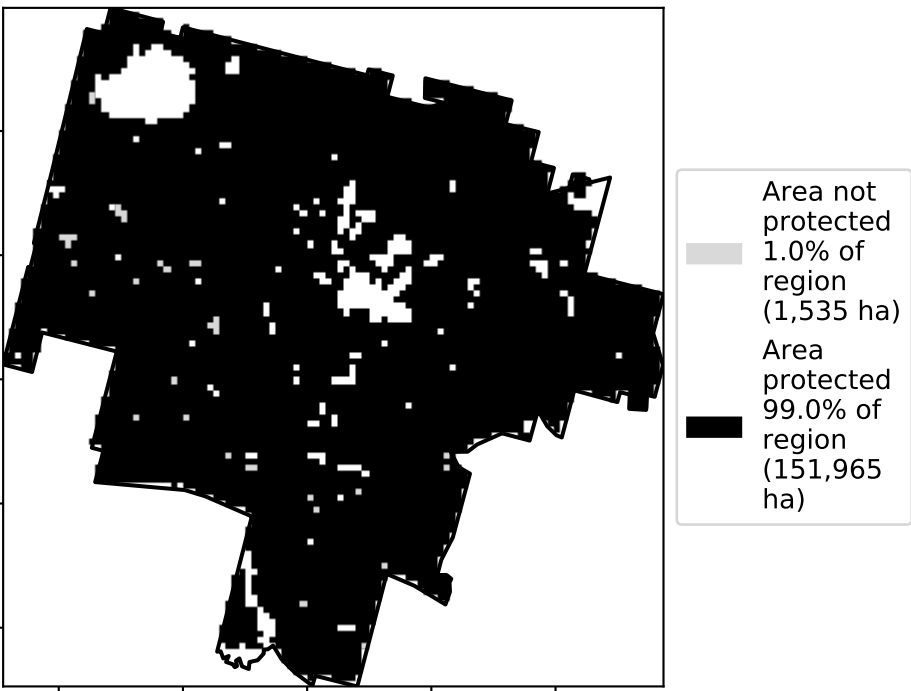 Area not
protected
1.0% of
region
(1,535 ha)
Area
protected
99.0% of
region
(151,965
ha)